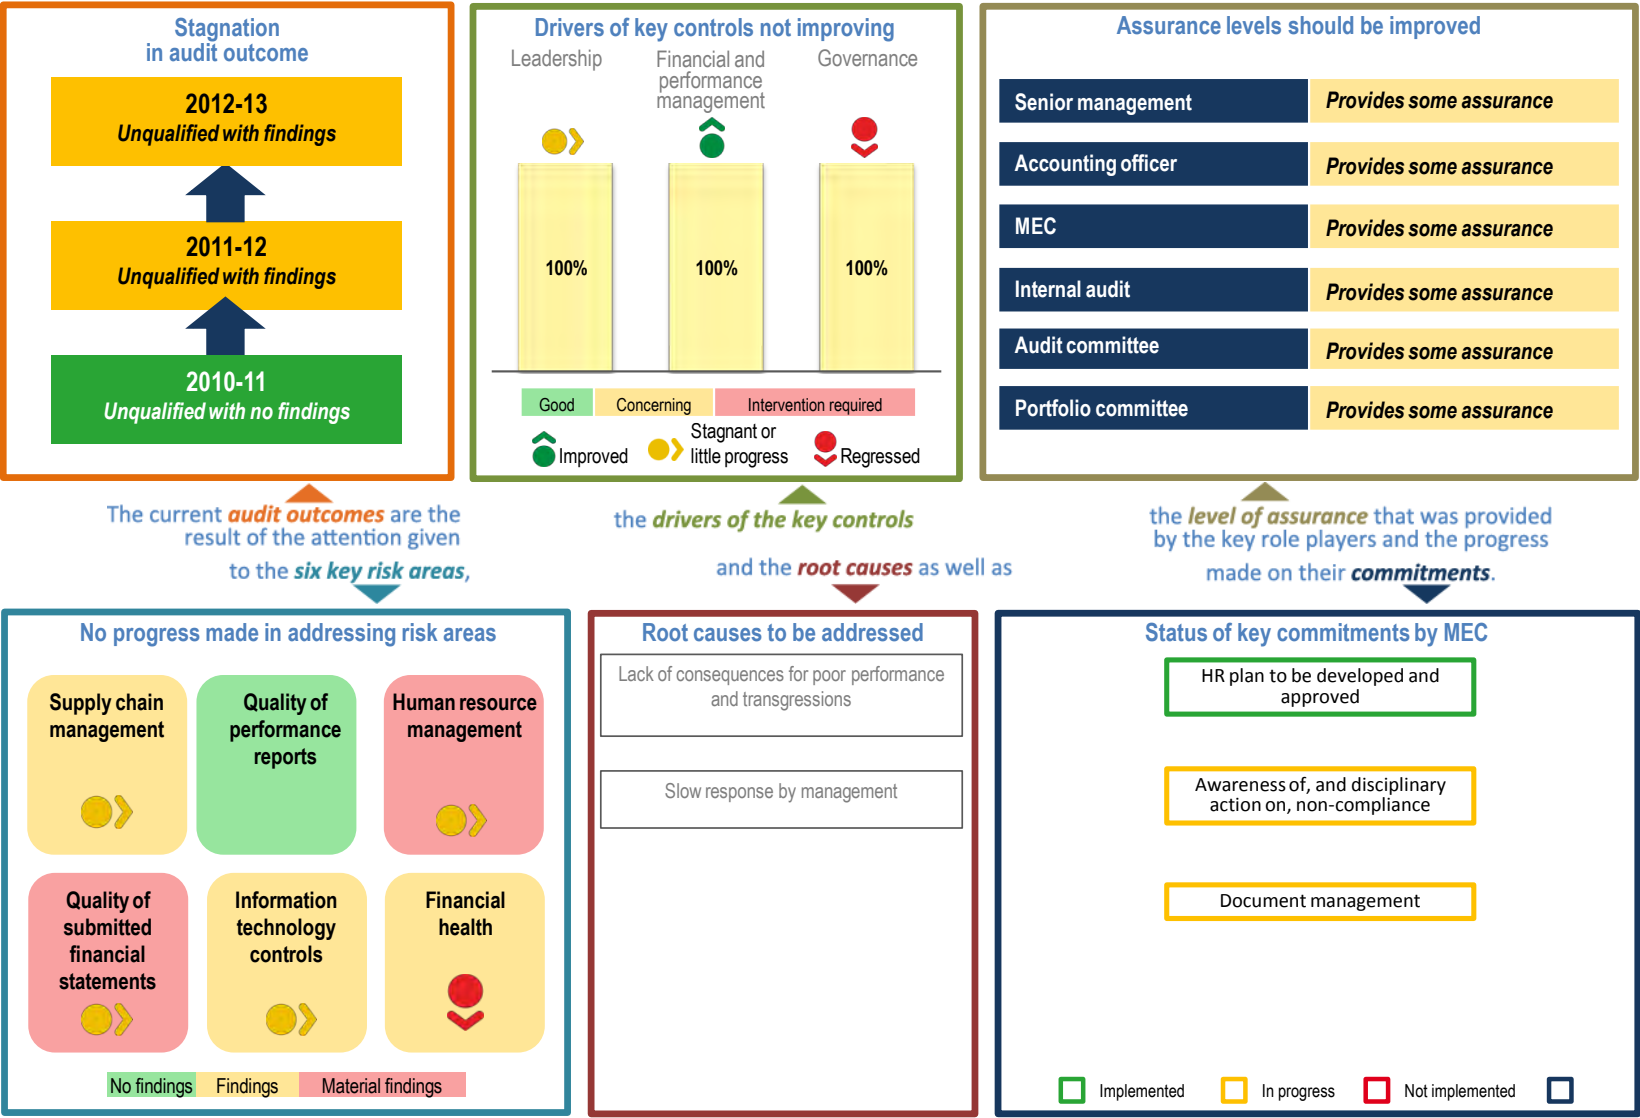 Stagnation
in audit outcome
2012-13
Unqualified with findings
2011-12
Unqualified with findings
2010-11
Unqualified with no findings
Drivers of key controls not improving
Leadership
Financial and
performance
management
Governance
100%
100%
100%
Good
Concerning
Intervention required
Improved
Stagnant or
little progress
Regressed
Assurance levels should be improved
Senior management
Provides some assurance
Accounting officer
Provides some assurance
MEC
Provides some assurance
Internal audit
Provides some assurance
Audit committee
Provides some assurance
Portfolio committee
Provides some assurance
The current audit outcomes are the
result of the attention given
to the six key risk areas,
the drivers of the key controls
and the root causes as well as
the level of assurance that was provided
by the key role players and the progress
made on their commitments.
No progress made in addressing risk areas
Supply chain
management
Quality of
performance
reports
Human resource
management
Quality of
submitted
financial
statements
Information
technology
controls
Financial
health
No findings
Findings
Material findings
Root causes to be addressed
Lack of consequences for poor performance
and transgressions
Slow response by management
Status of key commitments by MEC
HR plan to be developed and
approved
Awareness of, and disciplinary
action on, non-compliance
Document management
Implemented
In progress
Not implemented